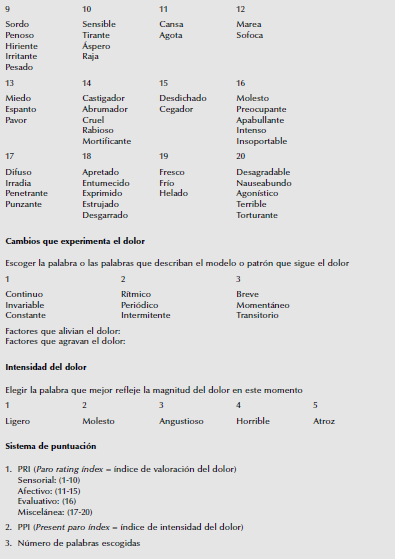 9 10 11 12
Sordo Sensible Cansa Marea
Penoso Tirante Agota Sofoca
Hiriente Áspero
Irritante Raja
Pesado
13 14 15 16
Miedo Castigador Desdichado Molesto
Espanto Abrumador Cegador Preocupante
Pavor Cruel Apabullante
Rabioso Intenso
Mortificante Insoportable
17 18 19 20
Difuso Apretado Fresco Desagradable
Irradia Entumecido Frío Nauseabundo
Penetrante Exprimido Helado Agonístico
Punzante Estrujado Terrible
Desgarrado Torturante
Cambios que experimenta el dolor
Escoger la palabra o las palabras que describan el modelo o patrón que sigue el dolor
1 2 3
Continuo Rítmico Breve
Invariable Periódico Momentáneo
Constante Intermitente Transitorio
Factores que alivian el dolor:
Factores que agravan el dolor:
Intensidad del dolor
Elegir la palabra que mejor refleje la magnitud del dolor en este momento
1 2 3 4 5
Ligero Molesto Angustioso Horrible Atroz
Sistema de puntuación
1. PRI (Paro rating índex = índice de valoración del dolor)
Sensorial: (1-10)
Afectivo: (11-15)
Evaluativo: (16)
Miscelánea: (17-20)
2. PPI (Present paro índex = índice de intensidad del dolor)
3. Número de palabras escogidas